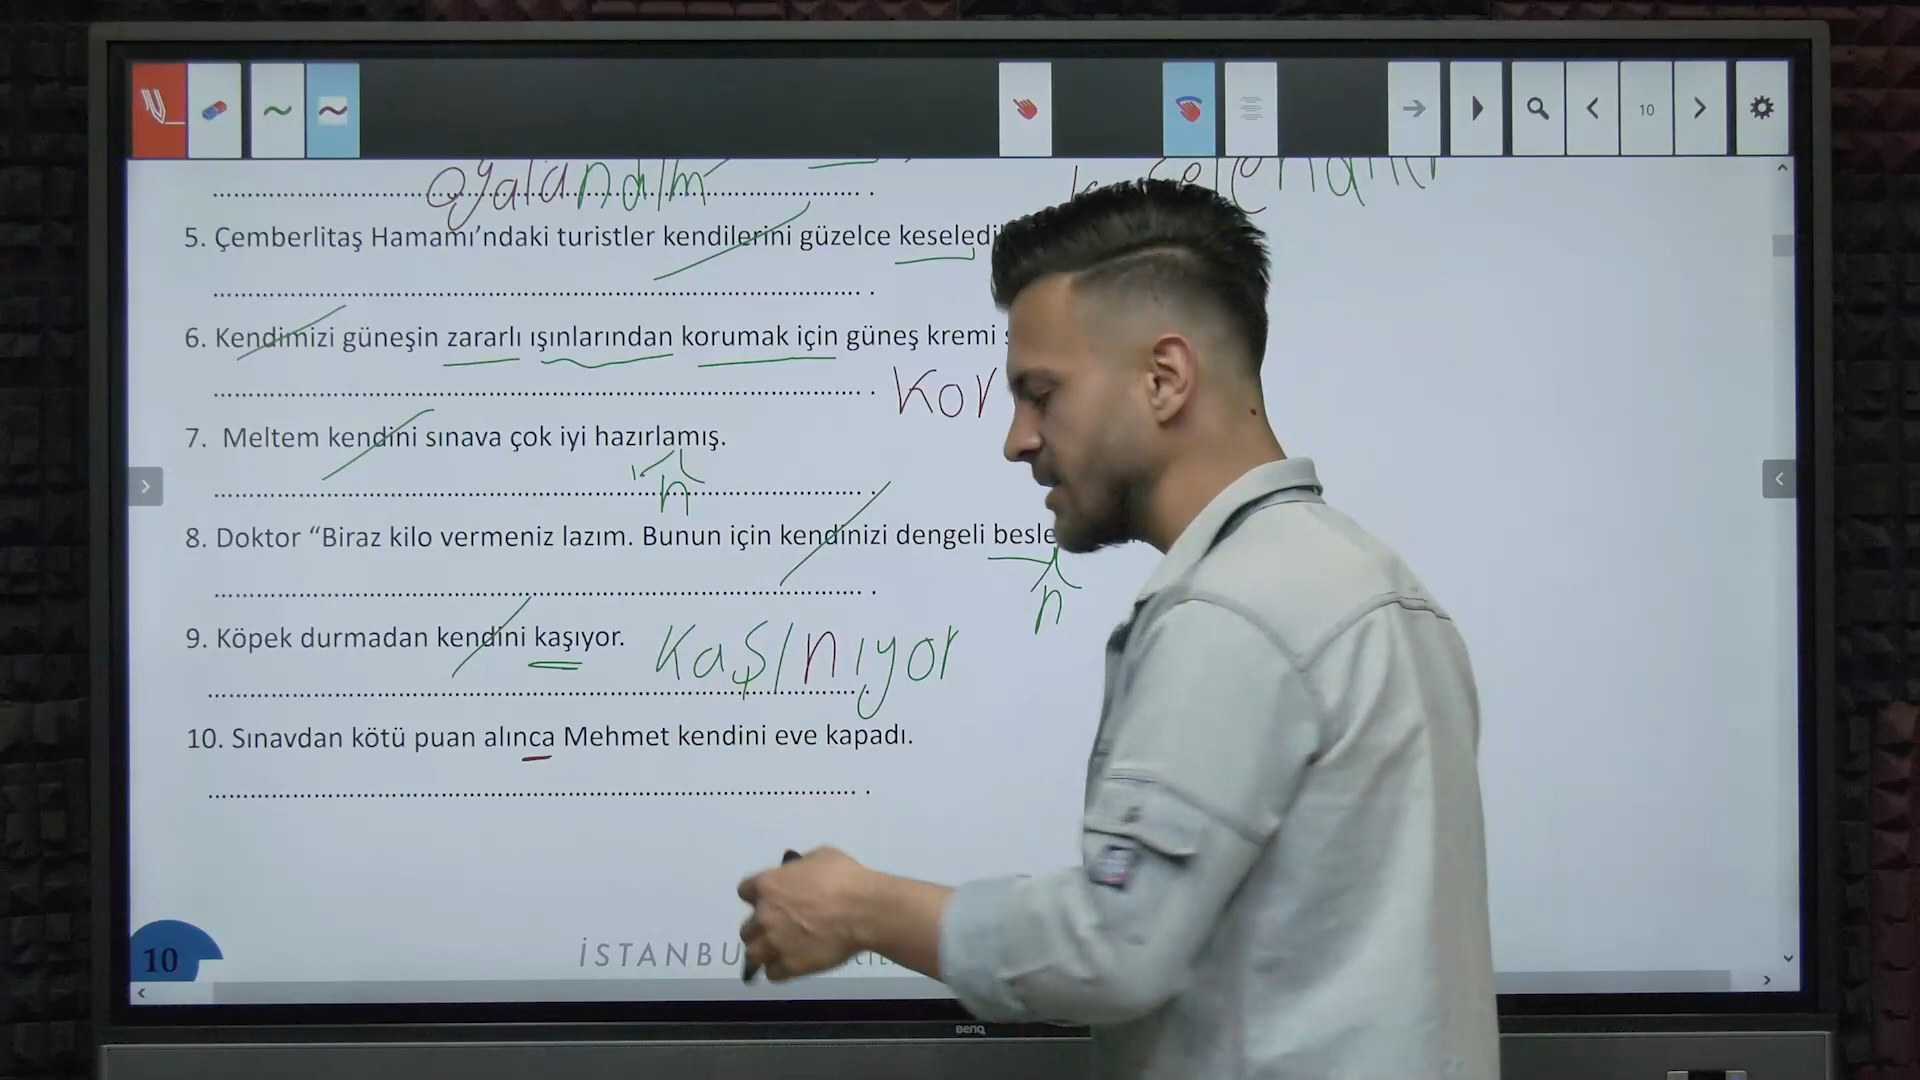 10
oyalandım
5. Çemberlitaş Hamamı’ndaki turistler kendilerini güzelce keseledi
6. Kendimizi güneşin zararlı ışınlarından korumak için güneş kremi
kor
7. Meltem kendini sınava çok iyi hazırlamış.
n
8. Doktor “Biraz kilo vermeniz lazım. Bunun için kendinizi dengeli besle
n
9. Köpek durmadan kendini kaşıyor. kaşınıyor
10. Sınavdan kötü puan alınca Mehmet kendini eve kapadı.
10
İSTANBU
BenQ